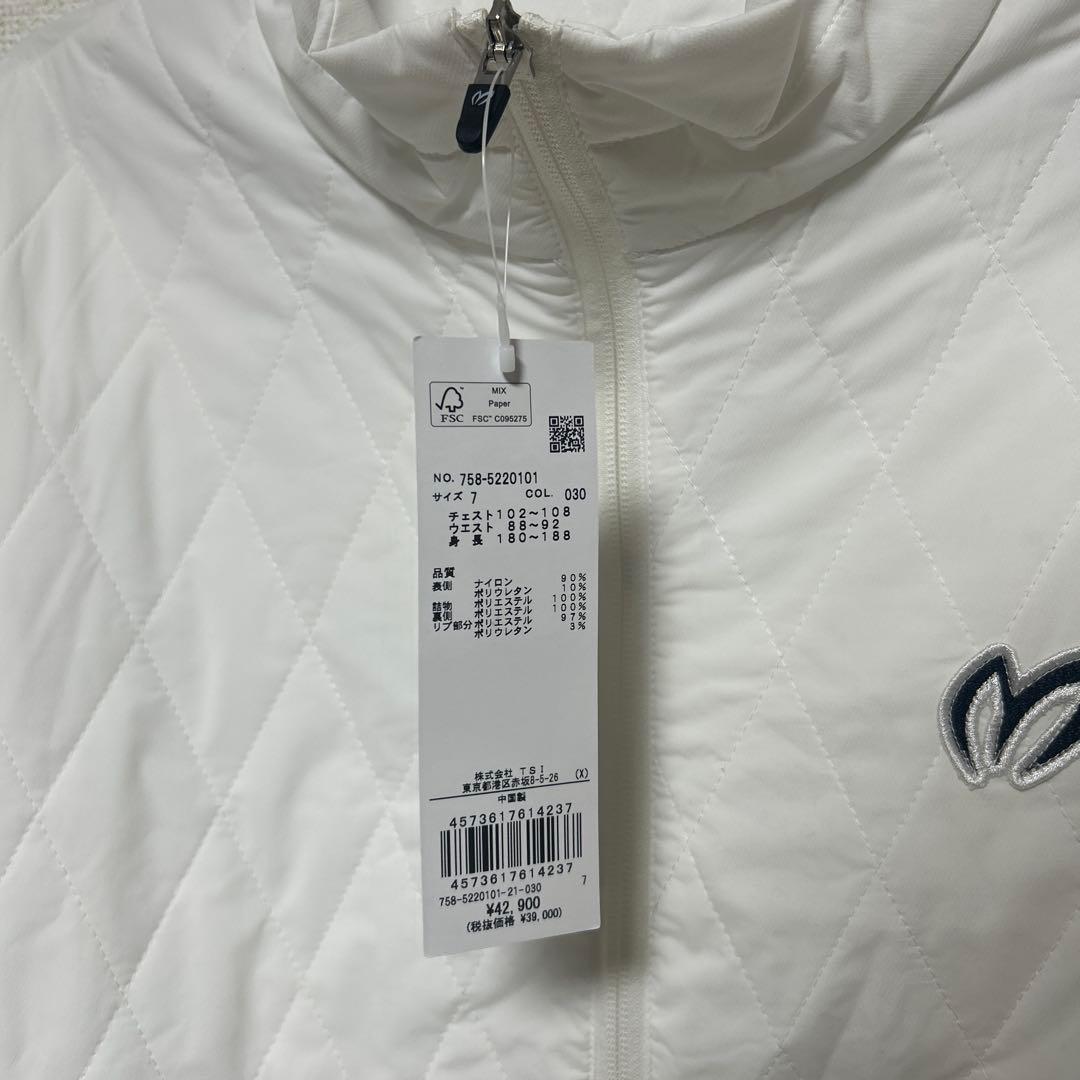 MIX
Paper
FSC™ C095275
FSC
NO. 758-5220101
サイズ 7 COL. 030
チェスト102～108
ウエスト 88～92
身長 180～188
品質
表側 ナイロン 90%
ポリウレタン 10%
詰物 ポリエステル 100%
裏側 ポリエステル 100%
リブ部分 ポリエステル 97%
ポリウレタン 3%
株式会社 TSI
東京都港区赤坂8-5-26 (X)
中国製
4573617614237
4573617614237
758-5220101-21-030 7
¥42,900
(税抜価格 ¥39,000)